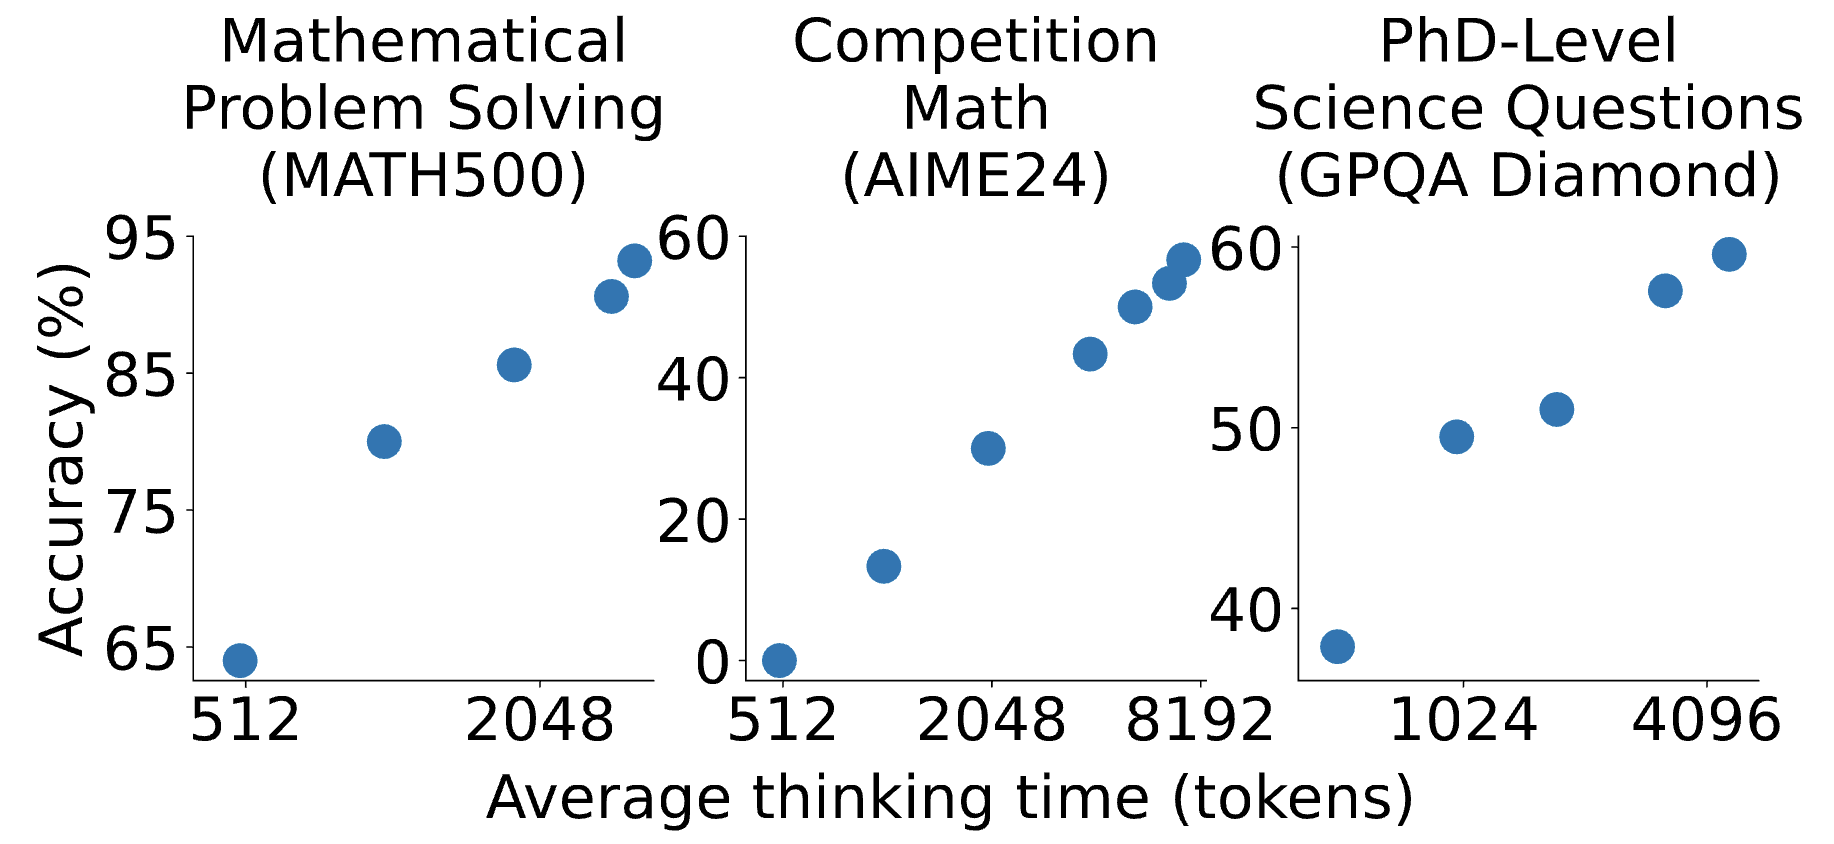 Mathematical
Problem Solving
(MATH500)
Competition
Math
(AIME24)
PhD-Level
Science Questions
(GPQA Diamond)
Accuracy (%)
95
85
75
65
512
2048
60
40
20
0
512
2048
8192
60
50
40
1024
4096
Average thinking time (tokens)